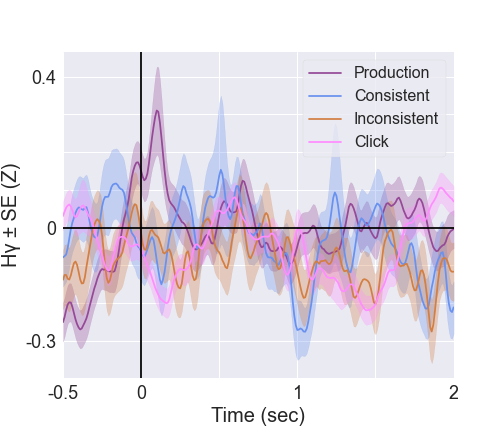 Production
Consistent
Inconsistent
Click
0.4
0
-0.3
Hγ ± SE (Z)
-0.5
0
1
2
Time (sec)